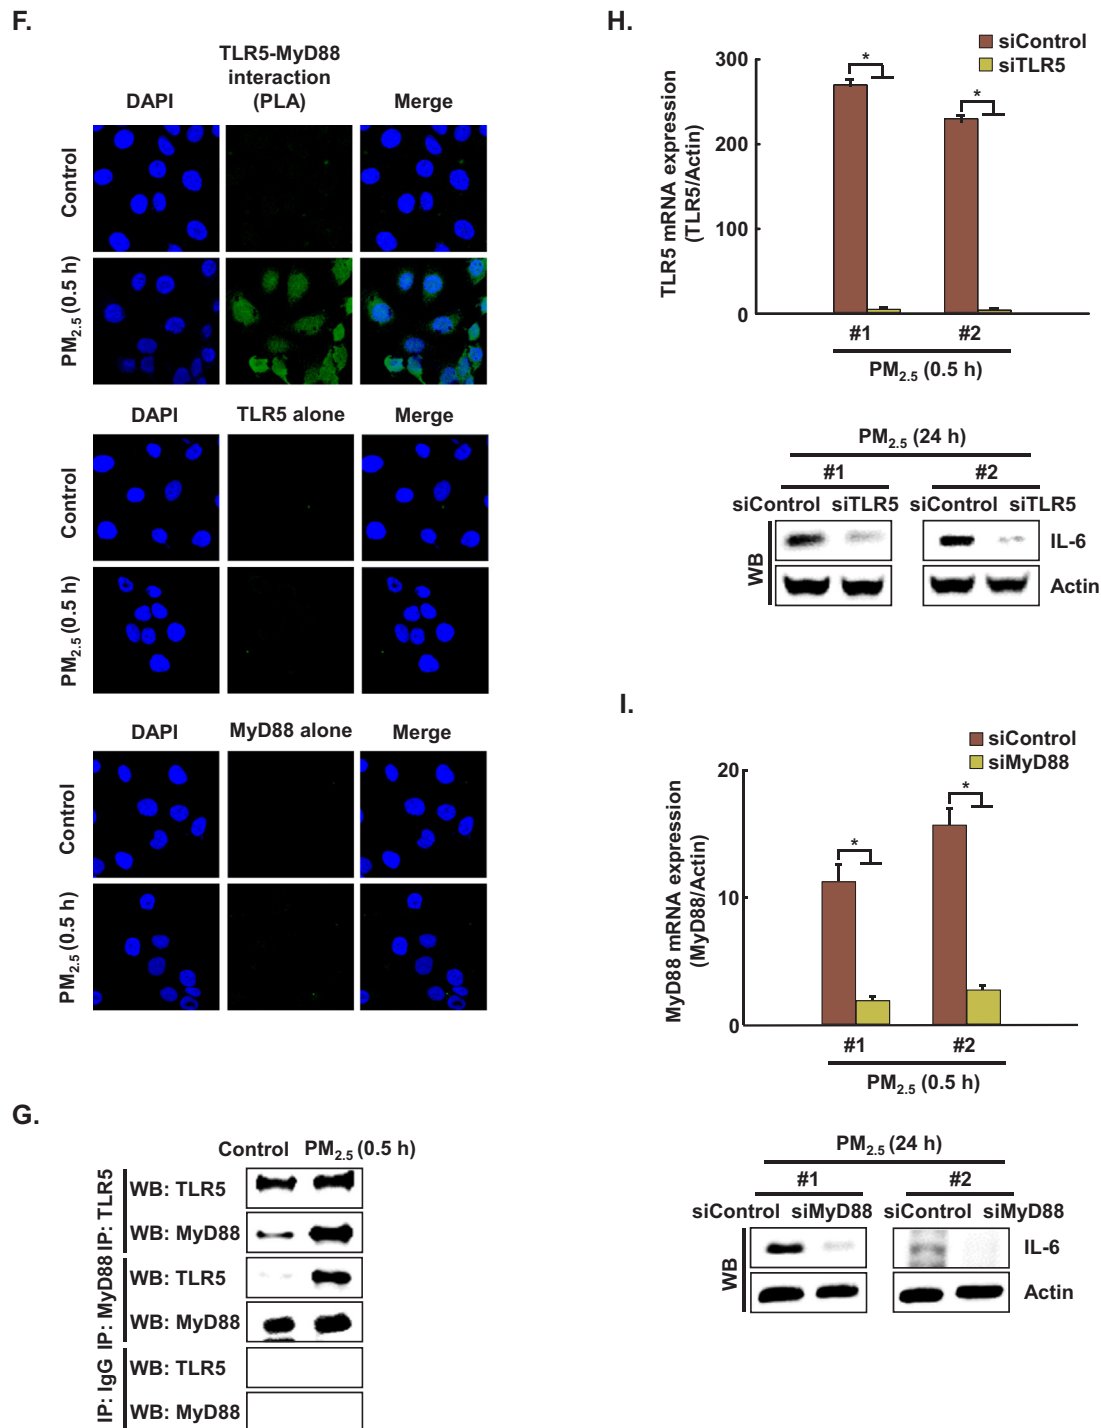 F.
TLR5-MyD88
interaction
(PLA)
DAPI
Merge
Control
PM2.5 (0.5 h)
DAPI
TLR5 alone
Merge
Control
PM2.5 (0.5 h)
DAPI
MyD88 alone
Merge
Control
PM2.5 (0.5 h)
G.
Control PM2.5 (0.5 h)
IP: TLR5
WB: TLR5
WB: MyD88
IP: MyD88
WB: TLR5
WB: MyD88
IP: IgG
WB: TLR5
WB: MyD88
H.
siControl
siTLR5
TLR5 mRNA expression
(TLR5/Actin)
300
200
100
0
* *
#1 #2
PM2.5 (0.5 h)
PM2.5 (24 h)
#1 #2
siControl siTLR5 siControl siTLR5
WB
IL-6
Actin
I.
siControl
siMyD88
MyD88 mRNA expression
(MyD88/Actin)
20
10
0
* *
#1 #2
PM2.5 (0.5 h)
PM2.5 (24 h)
#1 #2
siControl siMyD88 siControl siMyD88
WB
IL-6
Actin